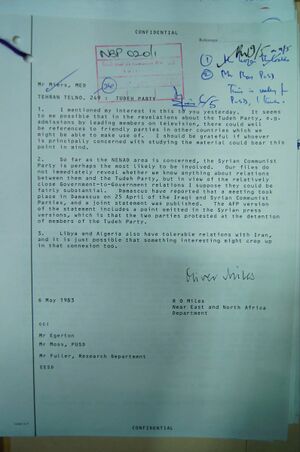 CONFIDENTIAL
Reference
NBP 020/1
Mr Miers, MED
TEHRAN TELNO. 249: TUDEH PARTY
1. I mentioned my interest in this to you yesterday. It seems
to me possible that in the revelations about the Tudeh Party, e.g.
admissions by leading members on television, there could well
be references to friendly parties in other countries which we
might be able to make use of. I should be grateful if whoever
is principally concerned with studying the material could bear this
point in mind.
2. So far as the NENAD area is concerned, the Syrian Communist
Party is perhaps the most likely to be involved. Our files do
not immediately reveal whether we know anything about relations
between them and the Tudeh Party, but in view of the relatively
close Government-to-Government relations I suppose they could be
fairly substantial. Damascus have reported that a meeting took
place in Damascus on 25 April of the Iraqi and Syrian Communist
Parties, and a joint statement was published. The AFP version
of the statement includes a point omitted in the Syrian press
versions, which is that the two parties protested at the detention
of members of the Tudeh Party.
3. Libya and Algeria also have tolerable relations with Iran,
and it is just possible that something interesting might crop up
in that connexion too.
Oliver Miles
6 May 1983
R O Miles
Near East and North Africa
Department
cc:
Mr Egerton
Mr Moss, PUSD
Mr Fuller, Research Department
EESD
CONFIDENTIAL